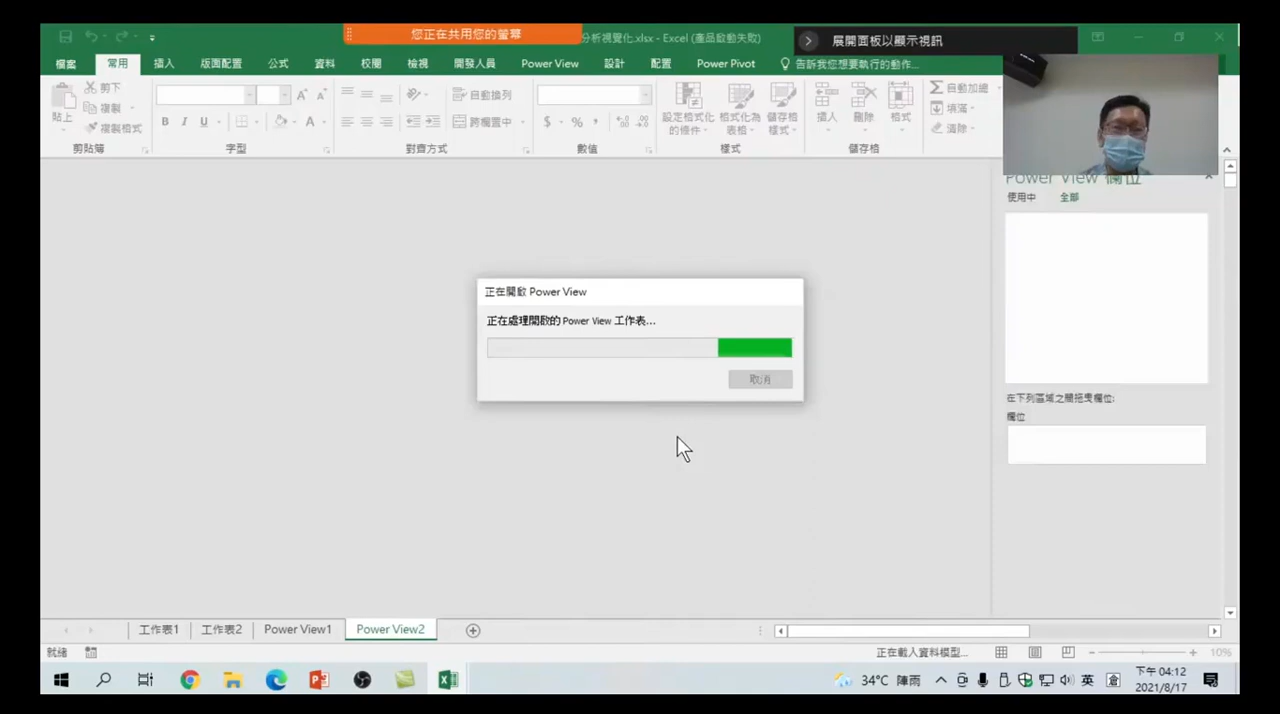 您正在共用您的螢幕
分析視覺化.xlsx - Excel (產品啟動失敗)
展開面板以顯示視訊
檔案 常用 插入 版面配置 公式 資料 校閱 檢視 開發人員 Power View 設計 配置 Power Pivot 告訴我您想要執行的動作...
貼上
剪下
複製
複製格式
剪貼簿
B I U
A
字型
自動換列
跨欄置中
對齊方式
$ % ,
數值
設定格式化的條件
格式化為表格
儲存格樣式
樣式
插入 刪除 格式
儲存格
自動加總
填滿
清除
Power View 欄位
使用中 全部
正在開啟 Power View
正在處理開啟的 Power View 工作表...
取消
在下列區域之間拖曳欄位:
欄位
工作表1 工作表2 Power View1 Power View2
就緒
正在載入資料模型...
10%
34°C 陣雨
英
倉
下午 04:12
2021/8/17